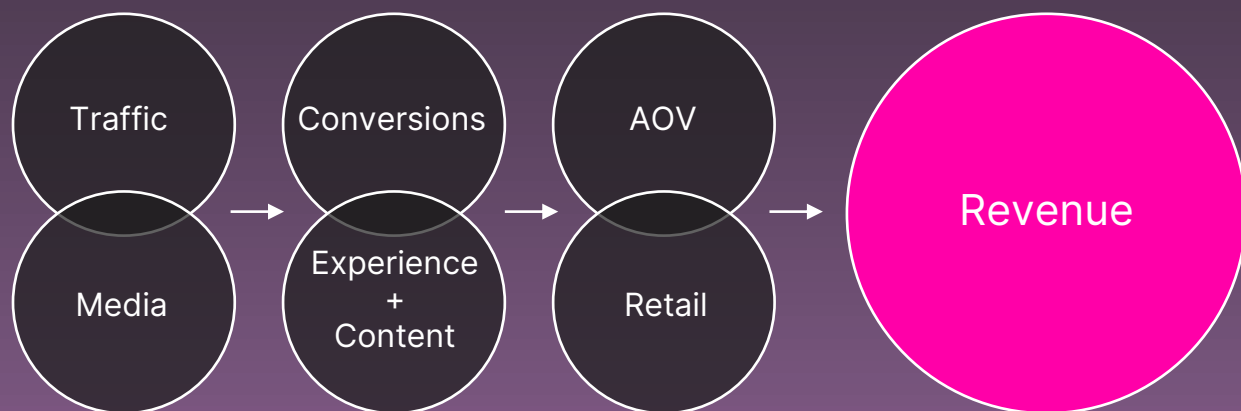 Traffic
Media
Conversions
Experience
+
Content
AOV
Retail
Revenue